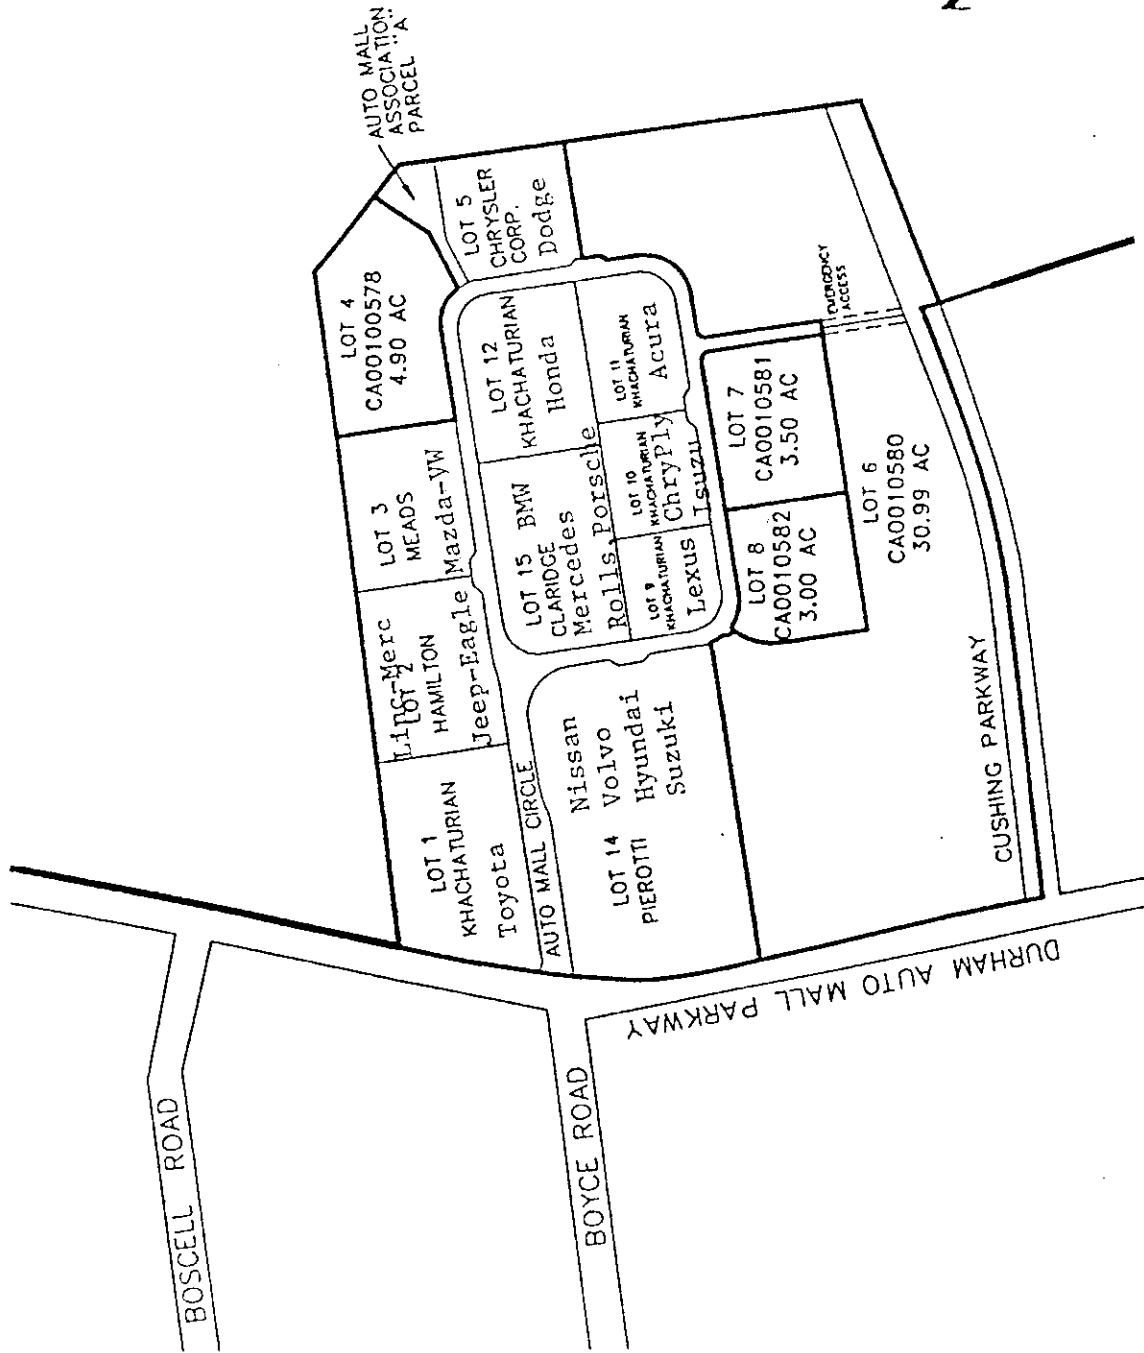 AUTO MALL
ASSOCIATION
PARCEL "A"
LOT 4
CA00100578
4.90 AC
LOT 5
CHRYSLER
CORP.
Dodge
LOT 3
MEADS
Mazda-VW
Linc-Merc
LOT 2
HAMILTON
Jeep-Eagle
LOT 1
KHACHATURIAN
Toyota
AUTO MALL CIRCLE
LOT 12
KHACHATURIAN
Honda
LOT 15 BMW
CLARIDGE
Mercedes
Rolls,Porsche
LOT 11
KHACHATURIAN
Acura
LOT 10
KHACHATURIAN
ChryPly
Isuzu
LOT 9
KHACHATURIAN
Lexus
LOT 14
PIEROTTI
Nissan
Volvo
Hyundai
Suzuki
LOT 7
CA0010581
3.50 AC
LOT 8
CA0010582
3.00 AC
LOT 6
CA0010580
30.99 AC
EMERGENCY
ACCESS
CUSHING PARKWAY
DURHAM AUTO MALL PARKWAY
BOYCE ROAD
BOSCELL ROAD